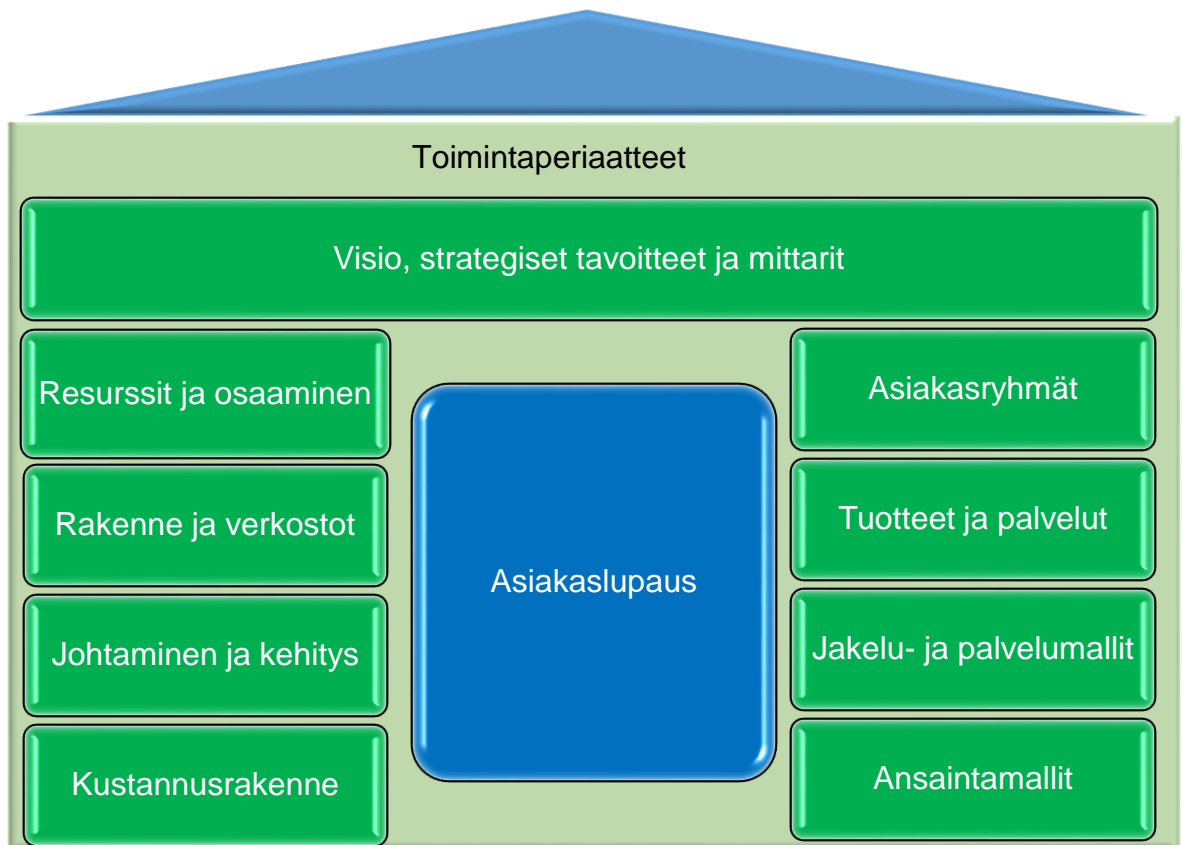 Toimintaperiaatteet
Visio, strategiset tavoitteet ja mittarit
Resurssit ja osaaminen
Rakenne ja verkostot
Johtaminen ja kehitys
Kustannusrakenne
Asiakaslupaus
Asiakasryhmät
Tuotteet ja palvelut
Jakelu- ja palvelumallit
Ansaintamallit